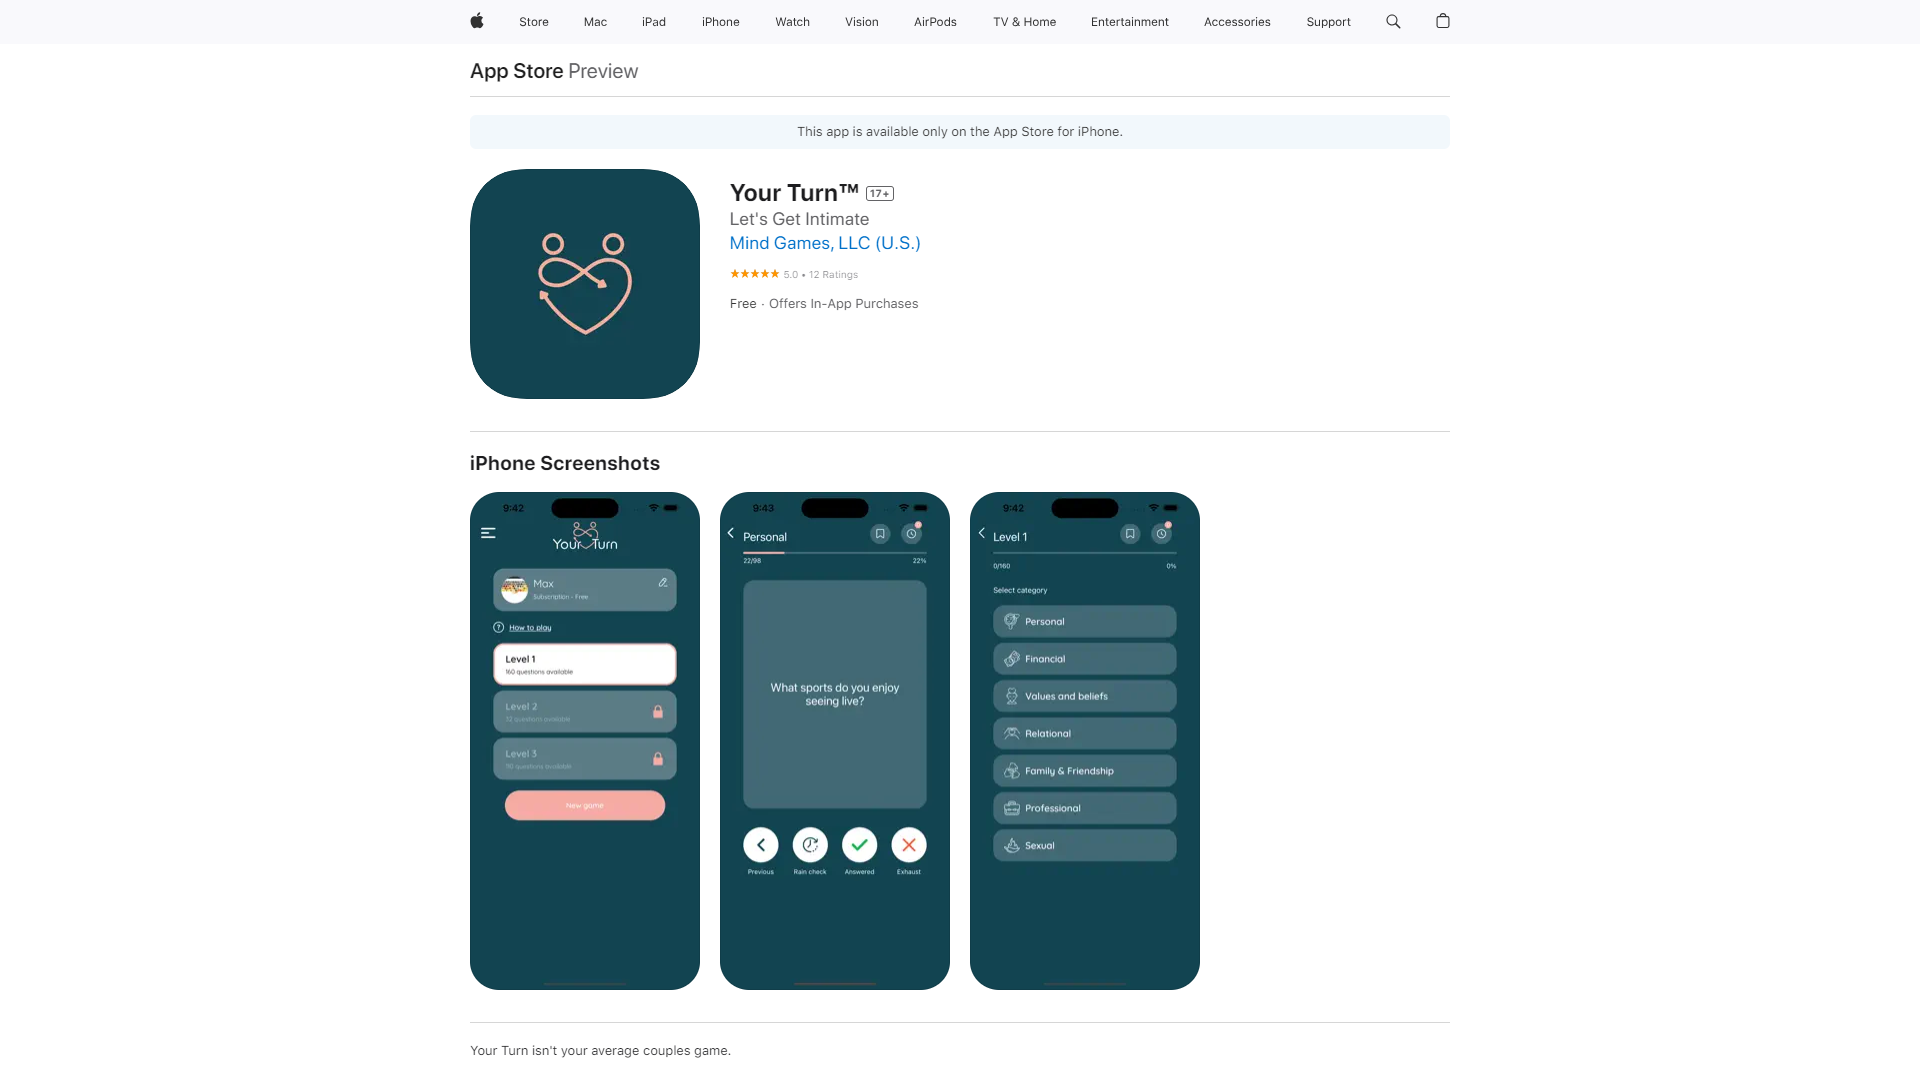 Store Mac iPad iPhone Watch Vision AirPods TV & Home Entertainment Accessories Support
App Store Preview
This app is available only on the App Store for iPhone.
Your Turn™ 17+
Let's Get Intimate
Mind Games, LLC (U.S.)
5.0 • 12 Ratings
Free · Offers In-App Purchases
iPhone Screenshots
9:42
Your Turn
Max
Subscription - Free
How to play
Level 1
160 questions available
Level 2
questions available
Level 3
questions available
New game
9:43
Personal
22/98 22%
What sports do you enjoy
seeing live?
Previous Rain check Answered Exhaust
9:42
Level 1
0/160 0%
Select category
Personal
Financial
Values and beliefs
Relational
Family & Friendship
Professional
Sexual
Your Turn isn't your average couples game.